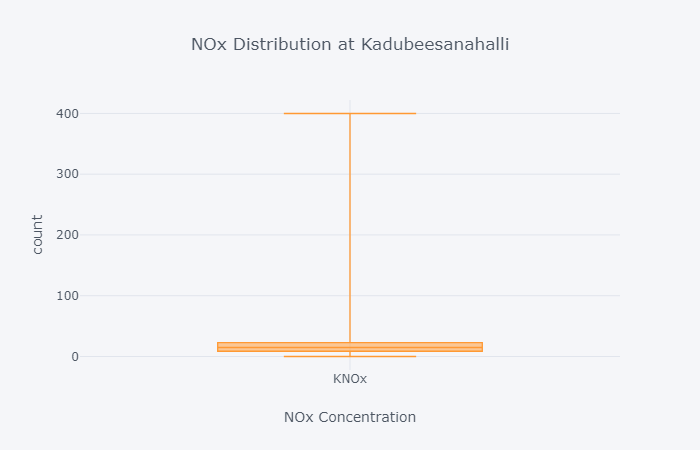 NOx Distribution at Kadubeesanahalli
400
300
200
100
0
count
KNOx
NOx Concentration